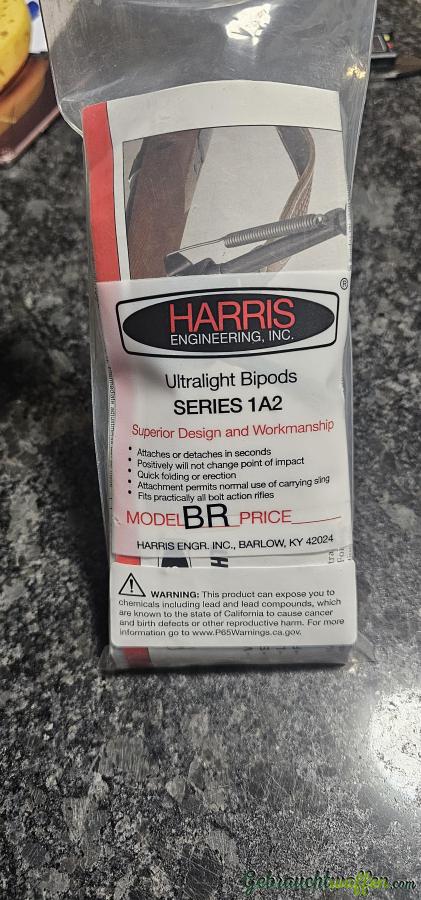 HARRIS ®
ENGINEERING, INC.
Ultralight Bipods
SERIES 1A2
Superior Design and Workmanship
• Attaches or detaches in seconds
• Positively will not change point of impact
• Quick folding or erection
• Attachment permits normal use of carrying sling
• Fits practically all bolt action rifles
MODEL BR PRICE
HARRIS ENGR. INC., BARLOW, KY 42024
WARNING: This product can expose you to
chemicals including lead and lead compounds, which
are known to the state of California to cause cancer
and birth defects or other reproductive harm. For more
information go to www.P65Warnings.ca.gov.
Gebrauchtwaffen.com